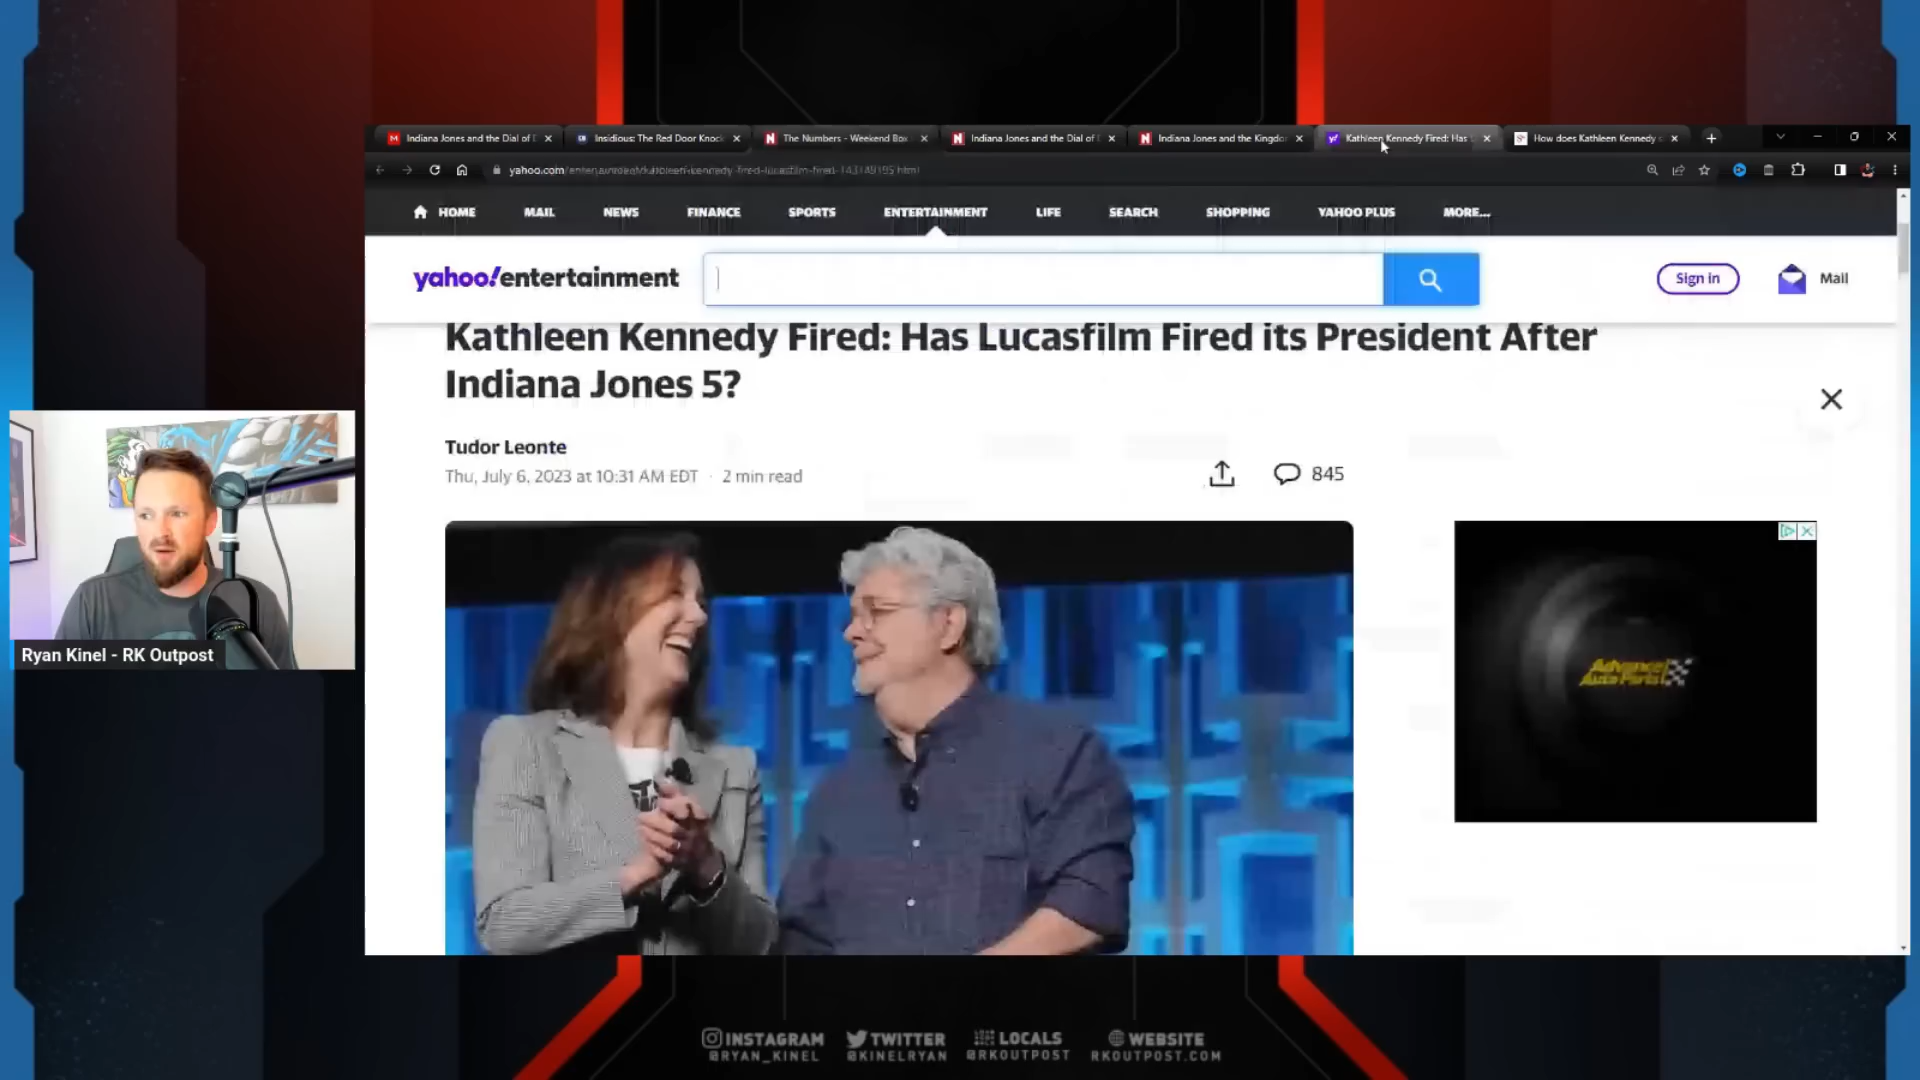 Indiana Jones and the Dial of
Insidious: The Red Door Knock
The Numbers - Weekend Box
Indiana Jones and the Dial of
Indiana Jones and the Kingdo
Kathleen Kennedy Fired: Has
How does Kathleen Kennedy
HOME
MAIL
NEWS
FINANCE
SPORTS
ENTERTAINMENT
LIFE
SEARCH
SHOPPING
YAHOO PLUS
MORE...
yahoo!entertainment
Sign in
Mail
Kathleen Kennedy Fired: Has Lucasfilm Fired its President After
Indiana Jones 5?
Tudor Leonte
Thu, July 6, 2023 at 10:31 AM EDT · 2 min read
845
Advance
Auto Parts
Ryan Kinel - RK Outpost
INSTAGRAM
@RYAN_KINEL
TWITTER
@KINELRYAN
LOCALS
@RKOUTPOST
WEBSITE
RKOUTPOST.COM